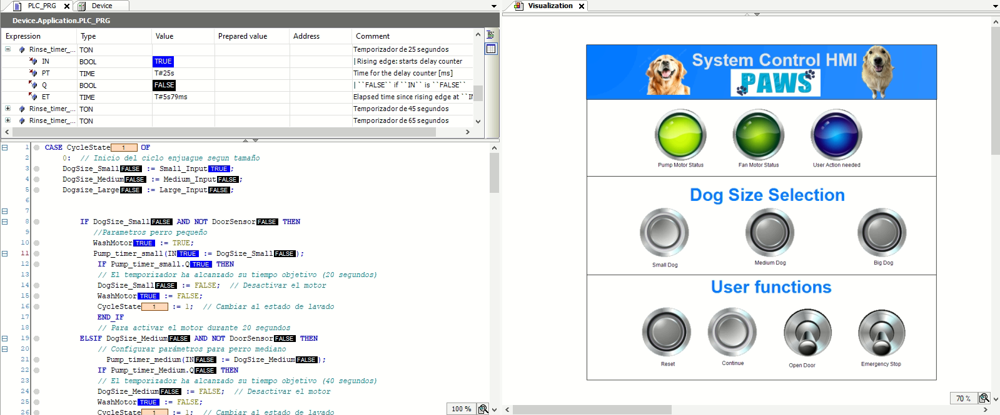 PLC_PRG
Device
Device.Application.PLC_PRG
Expression Type Value Prepared value Address Comment
Rinse_timer_... TON Temporizador de 25 segundos
IN BOOL TRUE | Rising edge: starts delay counter
PT TIME T#25s Time for the delay counter [ms]
Q BOOL FALSE | ``FALSE`` if ``IN`` is ``FALSE``
ET TIME T#5s79ms Elapsed time since rising edge at ``I
Rinse_timer_... TON Temporizador de 45 segundos
Rinse_timer_... TON Temporizador de 65 segundos
1 CASE CycleState 1 OF
2 0: // Inicio del ciclo enjuague segun tamaño
3 DogSize_Small FALSE := Small_Input TRUE ;
4 DogSize_Medium FALSE := Medium_Input FALSE ;
5 Dogsize_Large FALSE := Large_Input FALSE ;
6
7
8 IF DogSize_Small FALSE AND NOT DoorSensor FALSE THEN
9 //Parametros perro pequeño
10 WashMotor TRUE := TRUE;
11 Pump_timer_small(IN TRUE := DogSize_Small FALSE );
12 IF Pump_timer_small.Q TRUE THEN
13 // El temporizador ha alcanzado su tiempo objetivo (20 segundos)
14 DogSize_Small FALSE := FALSE; // Desactivar el motor
15 WashMotor TRUE := FALSE;
16 CycleState 1 := 1; // Cambiar al estado de lavado
17 END_IF
18 // Para activar el motor durante 20 segundos
19 ELSIF DogSize_Medium FALSE AND NOT DoorSensor FALSE THEN
20 // Configurar parámetros para perro mediano
21 Pump_timer_medium(IN FALSE := DogSize_Medium FALSE );
22 IF Pump_timer_Medium.Q FALSE THEN
23 // El temporizador ha alcanzado su tiempo objetivo (40 segundos)
24 DogSize_Medium FALSE := FALSE; // Desactivar el motor
25 WashMotor TRUE := FALSE;
26 CycleState 1 := 1; // Cambiar al estado de lavado
100 %
Visualization
System Control HMI
PAWS
Pump Motor Status Fan Motor Status User Action needed
Dog Size Selection
Small Dog Medium Dog Big Dog
User functions
Reset Continue Open Door Emergency Stop
70 %